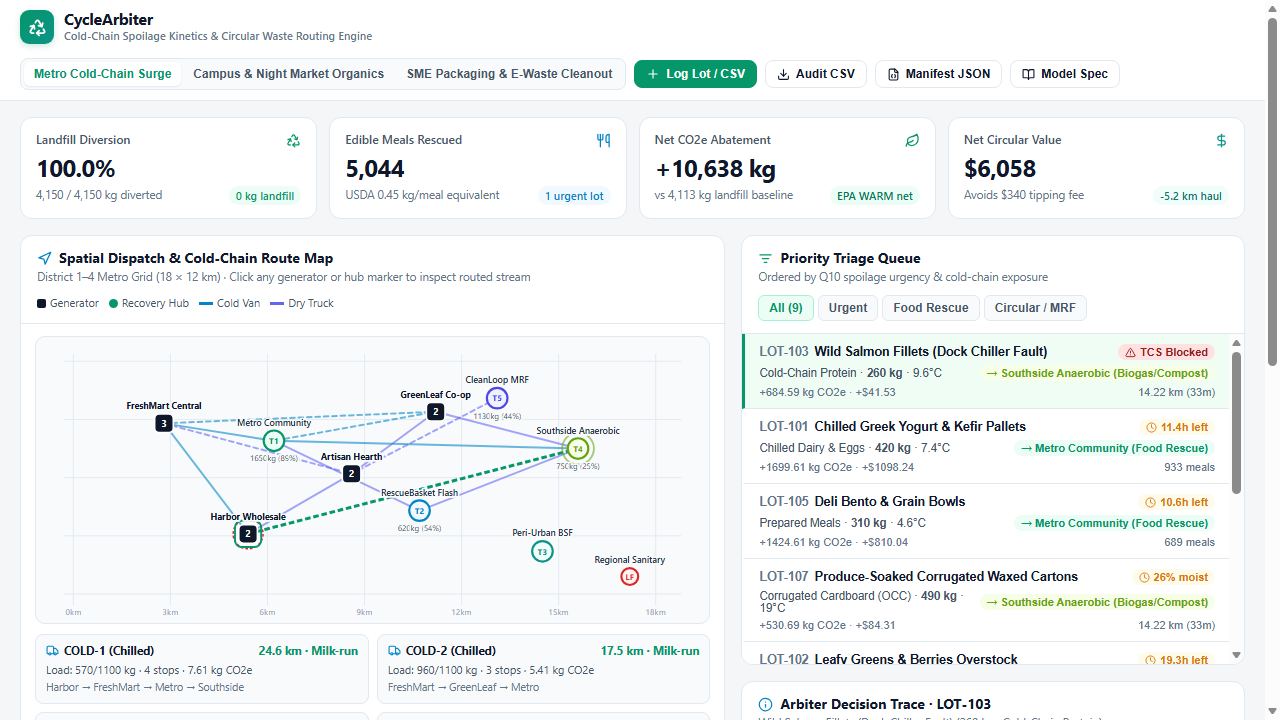 CycleArbiter
Cold-Chain Spoilage Kinetics & Circular Waste Routing Engine
Metro Cold-Chain Surge
Campus & Night Market Organics
SME Packaging & E-Waste Cleanout
Log Lot / CSV
Audit CSV
Manifest JSON
Model Spec
Landfill Diversion
100.0%
4,150 / 4,150 kg diverted
0 kg landfill
Edible Meals Rescued
5,044
USDA 0.45 kg/meal equivalent
1 urgent lot
Net CO2e Abatement
+10,638 kg
vs 4,113 kg landfill baseline
EPA WARM net
Net Circular Value
$6,058
Avoids $340 tipping fee
-5.2 km haul
Spatial Dispatch & Cold-Chain Route Map
District 1–4 Metro Grid (18 × 12 km) · Click any generator or hub marker to inspect routed stream
Generator
Recovery Hub
Cold Van
Dry Truck
CleanLoop MRF
T5
1130kg (44%)
GreenLeaf Co-op
2
FreshMart Central
3
Metro Community
T1
1650kg (85%)
Southside Anaerobic
T4
750kg (25%)
Artisan Hearth
2
RescueBasket Flash
T2
620kg (54%)
Harbor Wholesale
2
Peri-Urban BSF
T3
Regional Sanitary
LF
0km
3km
6km
9km
12km
15km
18km
COLD-1 (Chilled)
24.6 km · Milk-run
Load: 570/1100 kg · 4 stops · 7.61 kg CO2e
Harbor → FreshMart → Metro → Southside
COLD-2 (Chilled)
17.5 km · Milk-run
Load: 960/1100 kg · 3 stops · 5.41 kg CO2e
FreshMart → GreenLeaf → Metro
Priority Triage Queue
Ordered by Q10 spoilage urgency & cold-chain exposure
All (9)
Urgent
Food Rescue
Circular / MRF
LOT-103 Wild Salmon Fillets (Dock Chiller Fault)
TCS Blocked
Cold-Chain Protein · 260 kg · 9.6°C
→ Southside Anaerobic (Biogas/Compost)
+684.59 kg CO2e · +$41.53
14.22 km (33m)
LOT-101 Chilled Greek Yogurt & Kefir Pallets
11.4h left
Chilled Dairy & Eggs · 420 kg · 7.4°C
→ Metro Community (Food Rescue)
+1699.61 kg CO2e · +$1098.24
933 meals
LOT-105 Deli Bento & Grain Bowls
10.6h left
Prepared Meals · 310 kg · 4.6°C
→ Metro Community (Food Rescue)
+1424.61 kg CO2e · +$810.04
689 meals
LOT-107 Produce-Soaked Corrugated Waxed Cartons
26% moist
Corrugated Cardboard (OCC) · 490 kg ·
19°C
→ Southside Anaerobic (Biogas/Compost)
+530.69 kg CO2e · +$84.31
14.22 km (33m)
LOT-102 Leafy Greens & Berries Overstock
19.3h left
Arbiter Decision Trace · LOT-103